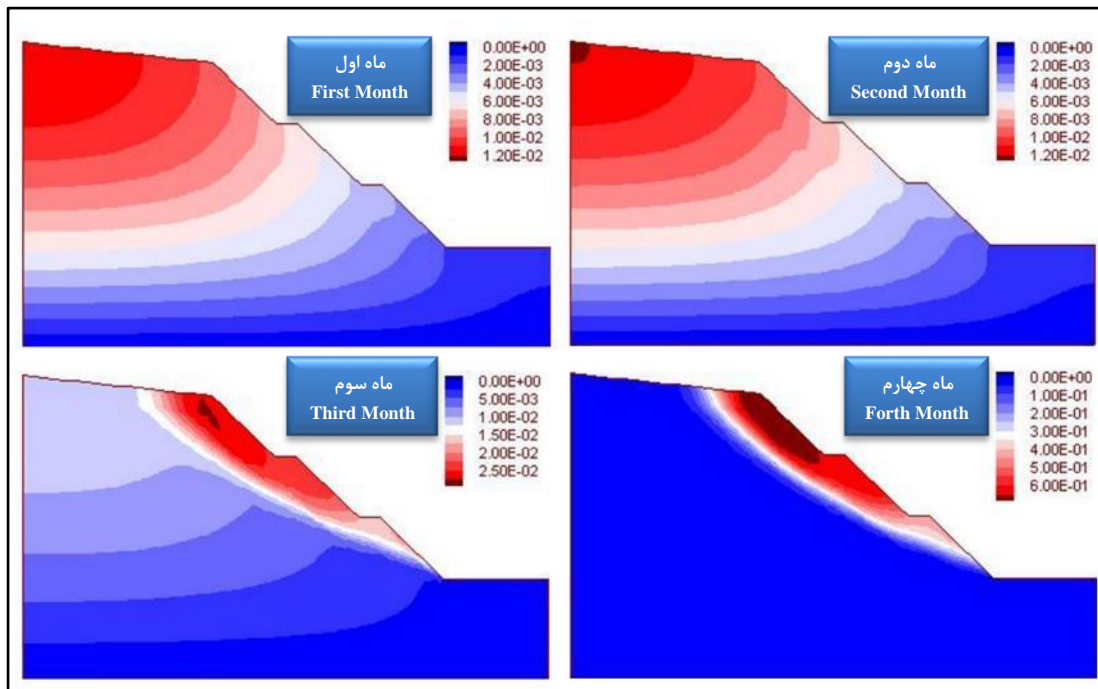 ماه اول
First Month
0.00E+00
2.00E-03
4.00E-03
6.00E-03
8.00E-03
1.00E-02
1.20E-02
ماه دوم
Second Month
0.00E+00
2.00E-03
4.00E-03
6.00E-03
8.00E-03
1.00E-02
1.20E-02
ماه سوم
Third Month
0.00E+00
5.00E-03
1.00E-02
1.50E-02
2.00E-02
2.50E-02
ماه چهارم
Forth Month
0.00E+00
1.00E-01
2.00E-01
3.00E-01
4.00E-01
5.00E-01
6.00E-01